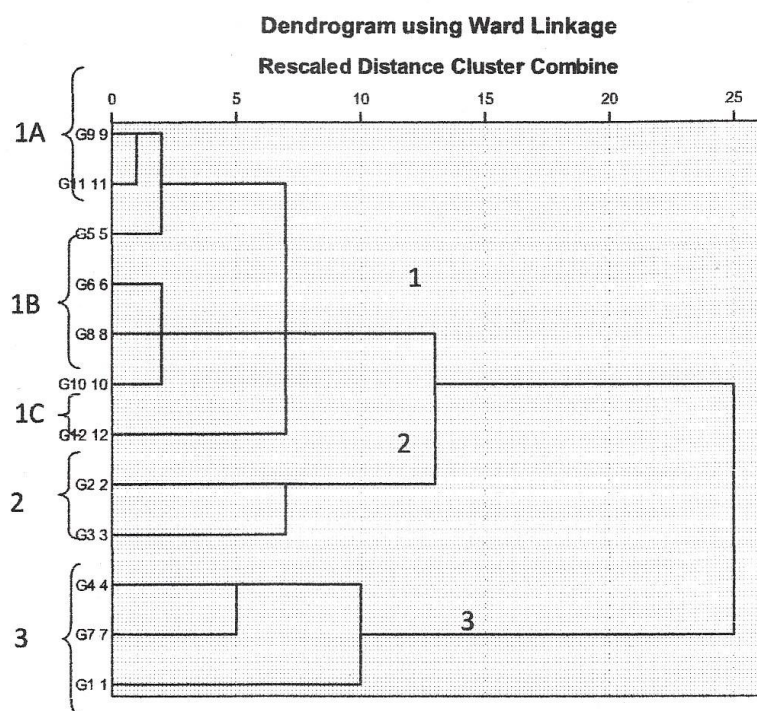 Dendrogram using Ward Linkage
Rescaled Distance Cluster Combine
0 5 10 15 20 25
1A
G9 9
G11 11
G5 5
1B
G6 6
1
G8 8
G10 10
1C
G12 12
2
2
G2 2
G3 3
G4 4
3
G7 7
3
G1 1